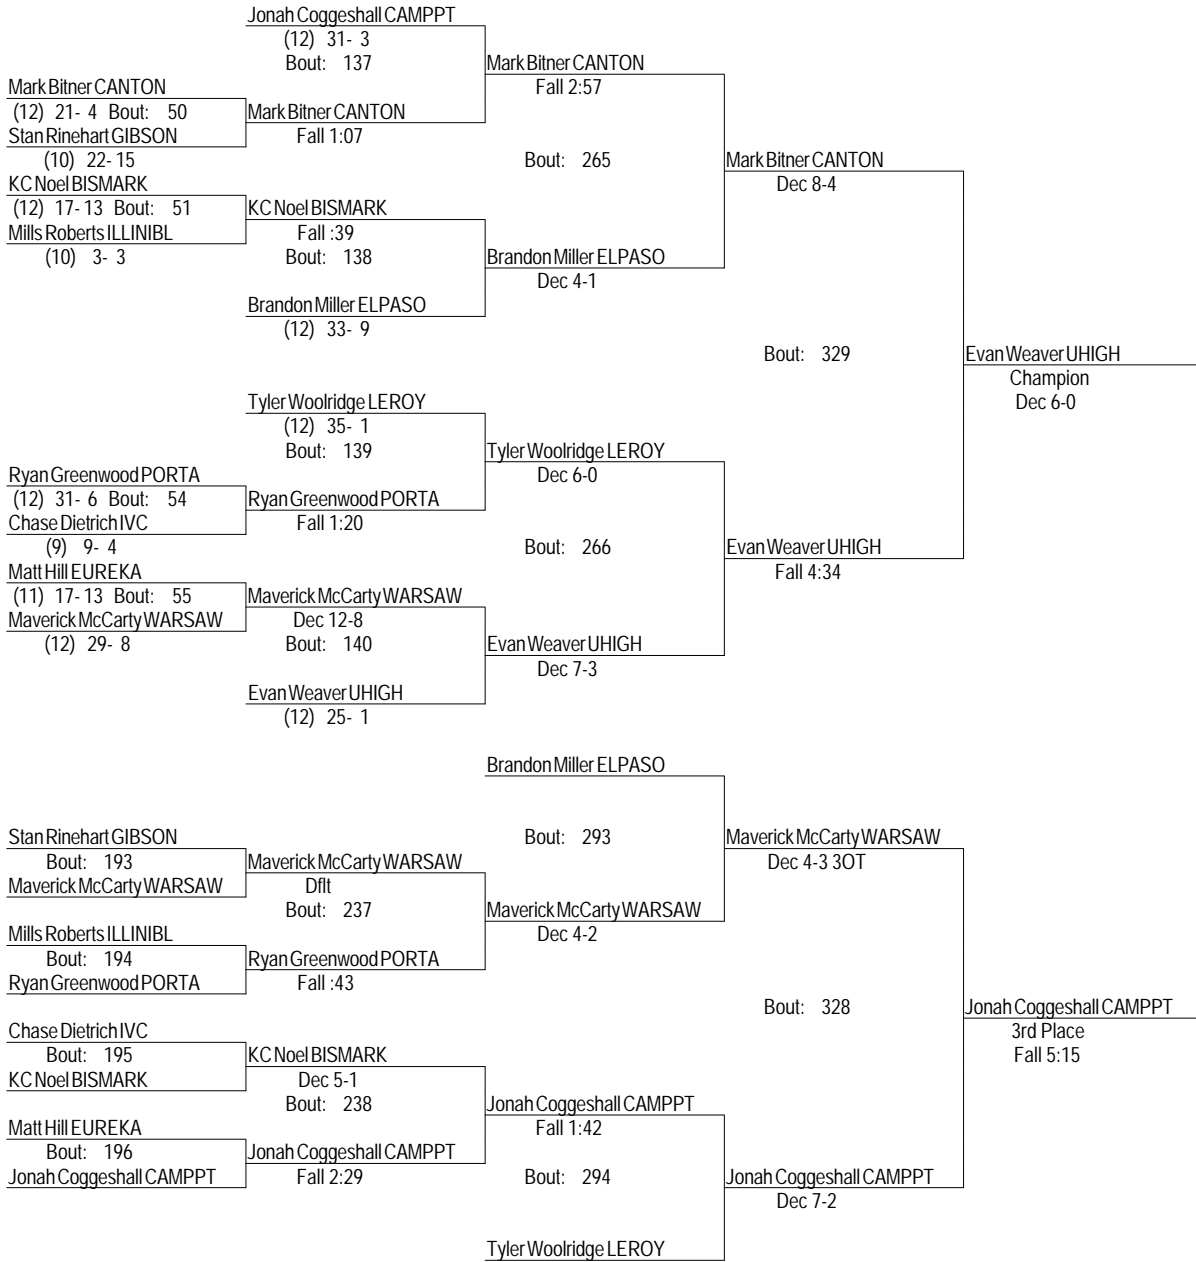 Jonah Coggeshall CAMPPT
(12) 31- 3
Bout: 137
Mark Bitner CANTON
Fall 2:57
Mark Bitner CANTON
(12) 21- 4 Bout: 50
Mark Bitner CANTON
Stan Rinehart GIBSON
Fall 1:07
(10) 22- 15
Bout: 265
Mark Bitner CANTON
Dec 8-4
KC Noel BISMARK
(12) 17- 13 Bout: 51
KC Noel BISMARK
Mills Roberts ILLINIBL
Fall :39
(10) 3- 3
Bout: 138
Brandon Miller ELPASO
Dec 4-1
Brandon Miller ELPASO
(12) 33- 9
Bout: 329
Evan Weaver UHIGH
Champion
Dec 6-0
Tyler Woolridge LEROY
(12) 35- 1
Bout: 139
Tyler Woolridge LEROY
Dec 6-0
Ryan Greenwood PORTA
(12) 31- 6 Bout: 54
Ryan Greenwood PORTA
Chase Dietrich IVC
Fall 1:20
(9) 9- 4
Bout: 266
Evan Weaver UHIGH
Fall 4:34
Matt Hill EUREKA
(11) 17- 13 Bout: 55
Maverick McCarty WARSAW
Maverick McCarty WARSAW
Dec 12-8
(12) 29- 8
Bout: 140
Evan Weaver UHIGH
Dec 7-3
Evan Weaver UHIGH
(12) 25- 1
Brandon Miller ELPASO
Stan Rinehart GIBSON
Bout: 293
Maverick McCarty WARSAW
Bout: 193
Maverick McCarty WARSAW
Dec 4-3 3OT
Maverick McCarty WARSAW
Dflt
Bout: 237
Maverick McCarty WARSAW
Dec 4-2
Mills Roberts ILLINIBL
Bout: 194
Ryan Greenwood PORTA
Ryan Greenwood PORTA
Fall :43
Bout: 328
Jonah Coggeshall CAMPPT
3rd Place
Fall 5:15
Chase Dietrich IVC
Bout: 195
KC Noel BISMARK
KC Noel BISMARK
Dec 5-1
Bout: 238
Jonah Coggeshall CAMPPT
Fall 1:42
Matt Hill EUREKA
Bout: 196
Jonah Coggeshall CAMPPT
Jonah Coggeshall CAMPPT
Fall 2:29
Bout: 294
Jonah Coggeshall CAMPPT
Dec 7-2
Tyler Woolridge LEROY